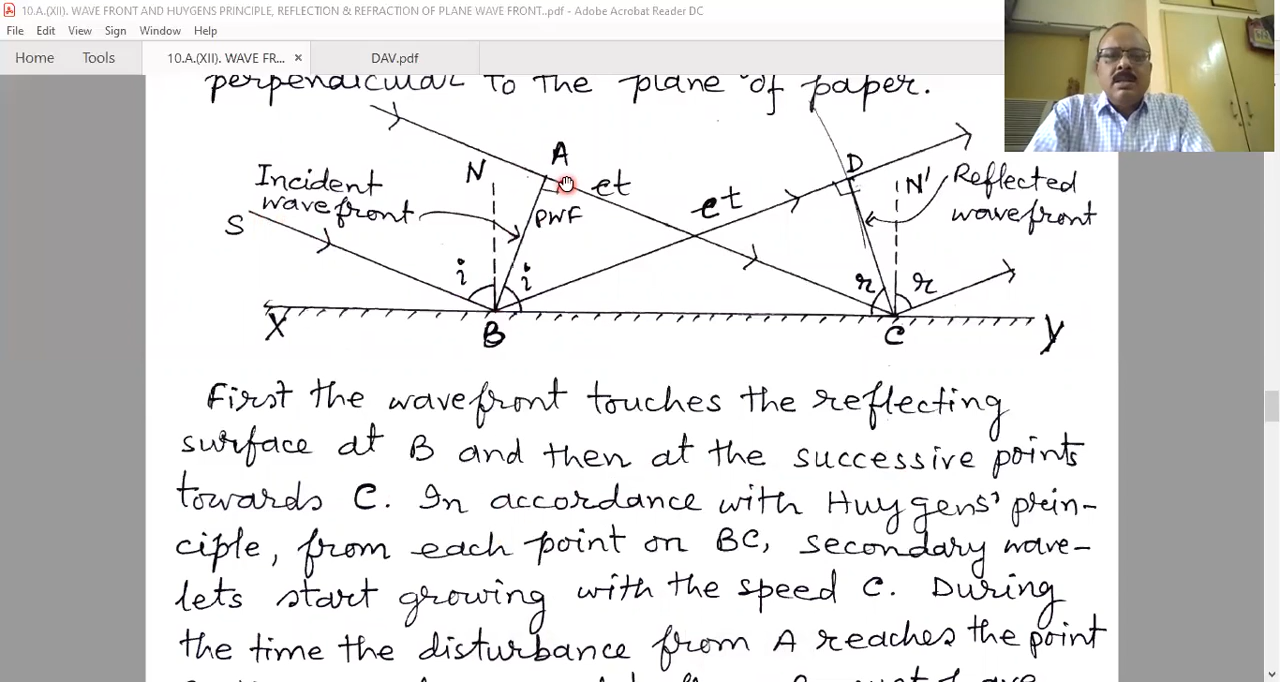 10.A.(XII). WAVE FRONT AND HUYGENS PRINCIPLE, REFLECTION & REFRACTION OF PLANE WAVE FRONT..pdf - Adobe Acrobat Reader DC
File Edit View Sign Window Help
Home Tools 10.A.(XII). WAVE FR... × DAV.pdf
perpendicular to the plane of paper.
A
N
D
N'
Incident
wavefront
ct
PWF
ct
Reflected
wavefront
S
i
i
r
r
X
B
C
Y
First the wavefront touches the reflecting
surface at B and then at the successive points
towards C. In accordance with Huygens' prin-
ciple, from each point on BC, secondary wave-
lets start growing with the speed C. During
the time the disturbance from A reaches the point